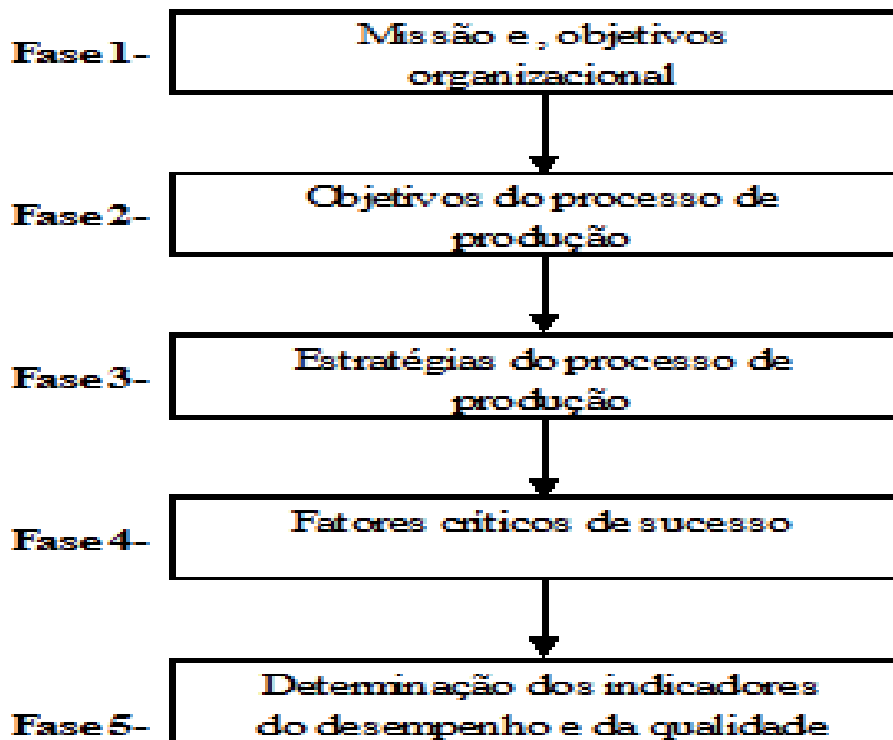 Fase 1-
Missão e , objetivos
organizacional
Fase 2-
Objetivos do processo de
produção
Fase 3-
Estratégias do processo de
produção
Fase 4-
Fatores críticos de sucesso
Fase 5-
Determinação dos indicadores
do desempenho e da qualidade